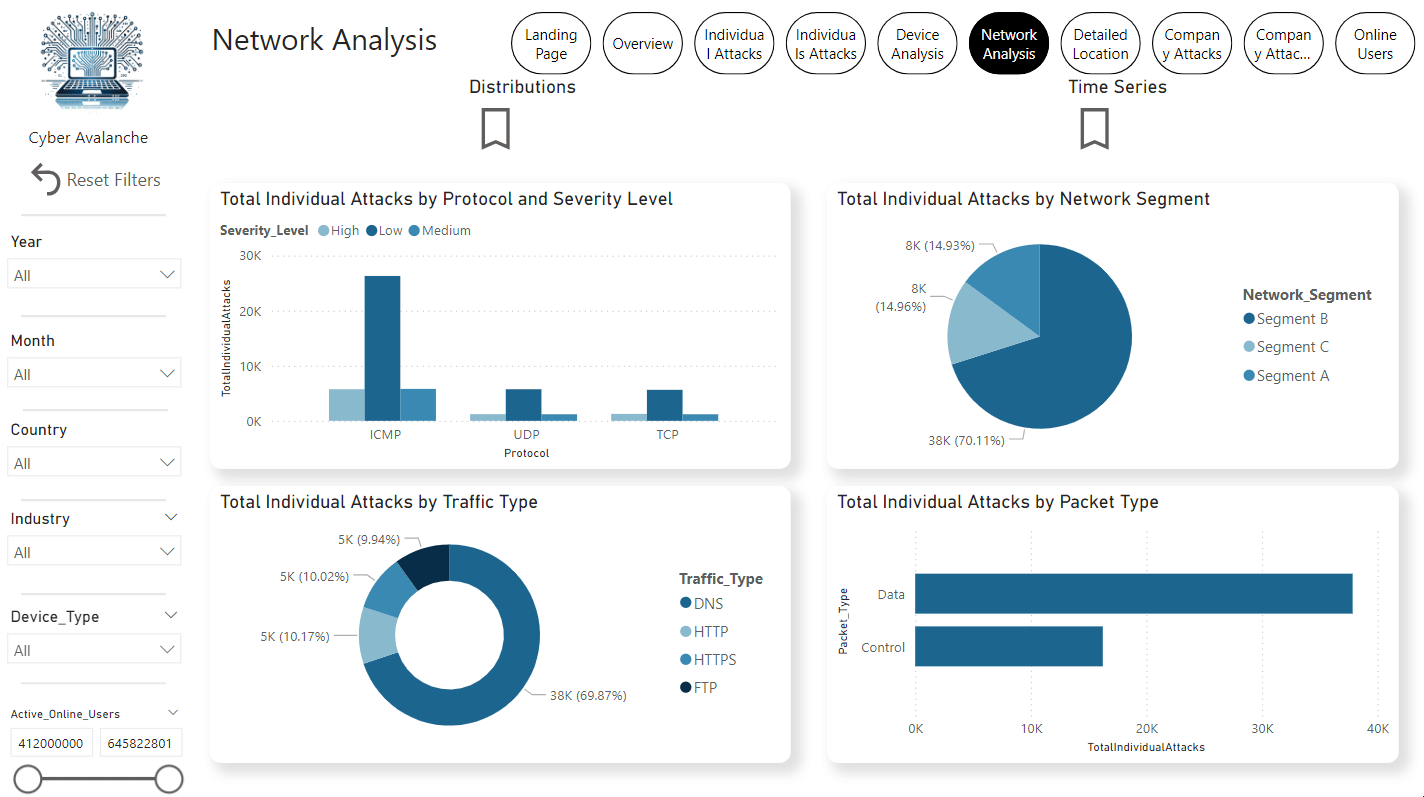 Network Analysis
Landing
Page
Overview
Individua
l Attacks
Individua
ls Attacks
Device
Analysis
Network
Analysis
Detailed
Location
Compan
y Attacks
Compan
y Attac...
Online
Users
Distributions
Time Series
Cyber Avalanche
Reset Filters
Year
All
Month
All
Country
All
Industry
All
Device_Type
All
Active_Online_Users
412000000
645822801
Total Individual Attacks by Protocol and Severity Level
Severity_Level High Low Medium
TotalIndividualAttacks
30K
20K
10K
0K
ICMP
UDP
TCP
Protocol
Total Individual Attacks by Network Segment
8K (14.93%)
8K
(14.96%)
38K (70.11%)
Network_Segment
Segment B
Segment C
Segment A
Total Individual Attacks by Traffic Type
5K (9.94%)
5K (10.02%)
5K (10.17%)
38K (69.87%)
Traffic_Type
DNS
HTTP
HTTPS
FTP
Total Individual Attacks by Packet Type
Packet_Type
Data
Control
0K
10K
20K
30K
40K
TotalIndividualAttacks